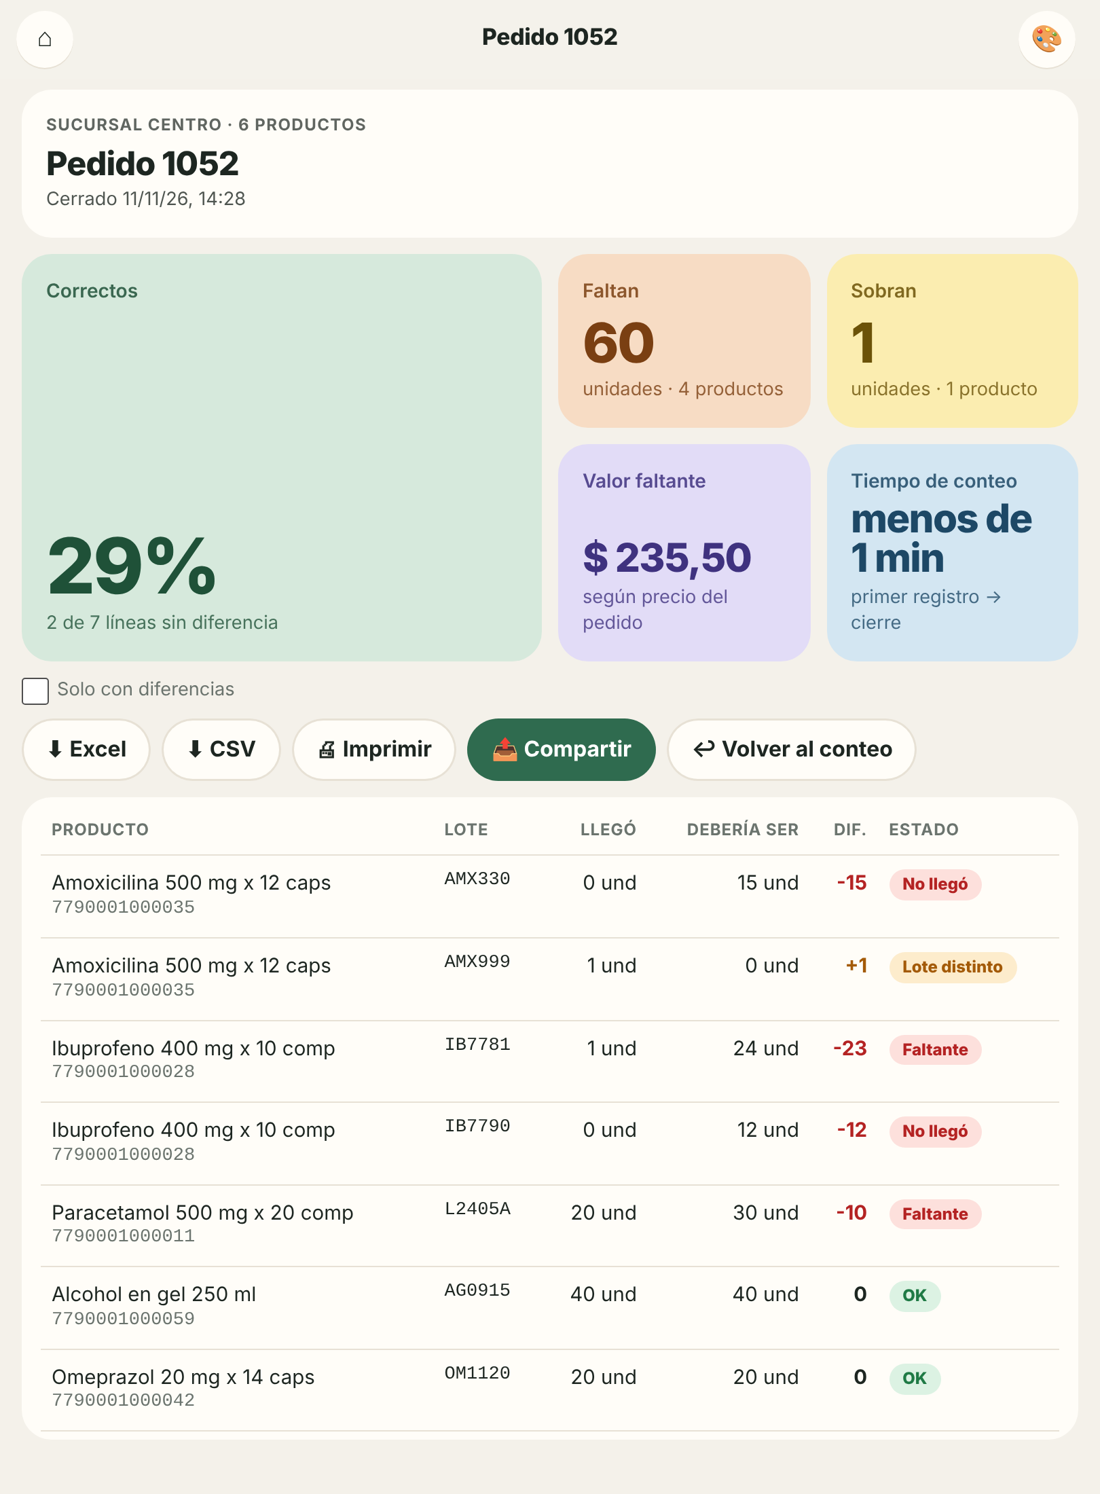 Pedido 1052
SUCURSAL CENTRO · 6 PRODUCTOS
Pedido 1052
Cerrado 11/11/26, 14:28
Correctos
29%
2 de 7 líneas sin diferencia
Faltan
60
unidades · 4 productos
Sobran
1
unidades · 1 producto
Valor faltante
$ 235,50
según precio del
pedido
Tiempo de conteo
menos de
1 min
primer registro →
cierre
Solo con diferencias
⬇ Excel
⬇ CSV
🖨 Imprimir
📤 Compartir
↩ Volver al conteo
PRODUCTO LOTE LLEGÓ DEBERÍA SER DIF. ESTADO
Amoxicilina 500 mg x 12 caps AMX330 0 und 15 und -15 No llegó
7790001000035
Amoxicilina 500 mg x 12 caps AMX999 1 und 0 und +1 Lote distinto
7790001000035
Ibuprofeno 400 mg x 10 comp IB7781 1 und 24 und -23 Faltante
7790001000028
Ibuprofeno 400 mg x 10 comp IB7790 0 und 12 und -12 No llegó
7790001000028
Paracetamol 500 mg x 20 comp L2405A 20 und 30 und -10 Faltante
7790001000011
Alcohol en gel 250 ml AG0915 40 und 40 und 0 OK
7790001000059
Omeprazol 20 mg x 14 caps OM1120 20 und 20 und 0 OK
7790001000042